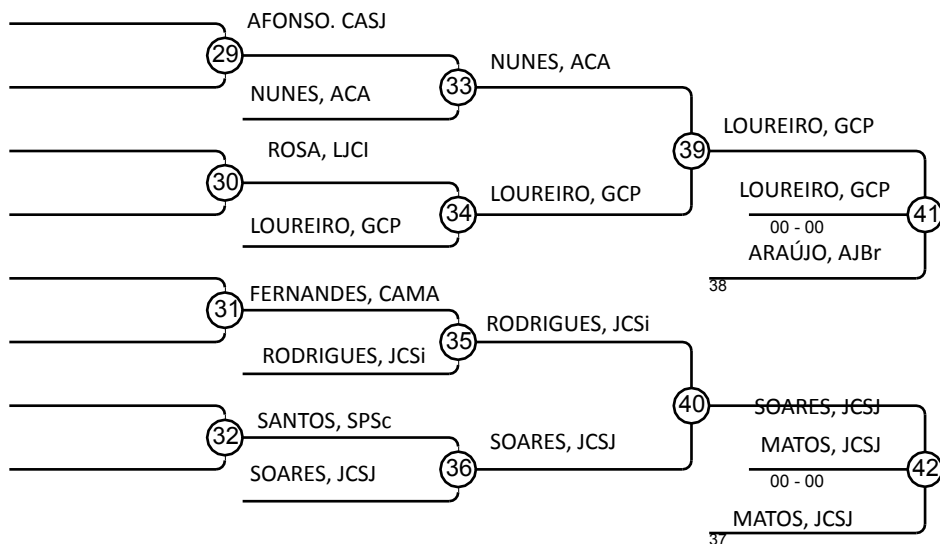 AFONSO. CASJ
29
NUNES, ACA
NUNES, ACA
33
ROSA, LJCI
30
LOUREIRO, GCP
LOUREIRO, GCP
34
39
LOUREIRO, GCP
LOUREIRO, GCP
00 - 00
41
ARAÚJO, AJBr
38
FERNANDES, CAMA
31
RODRIGUES, JCSi
RODRIGUES, JCSi
35
SANTOS, SPSc
32
SOARES, JCSJ
SOARES, JCSJ
36
40
SOARES, JCSJ
MATOS, JCSJ
00 - 00
42
MATOS, JCSJ
37